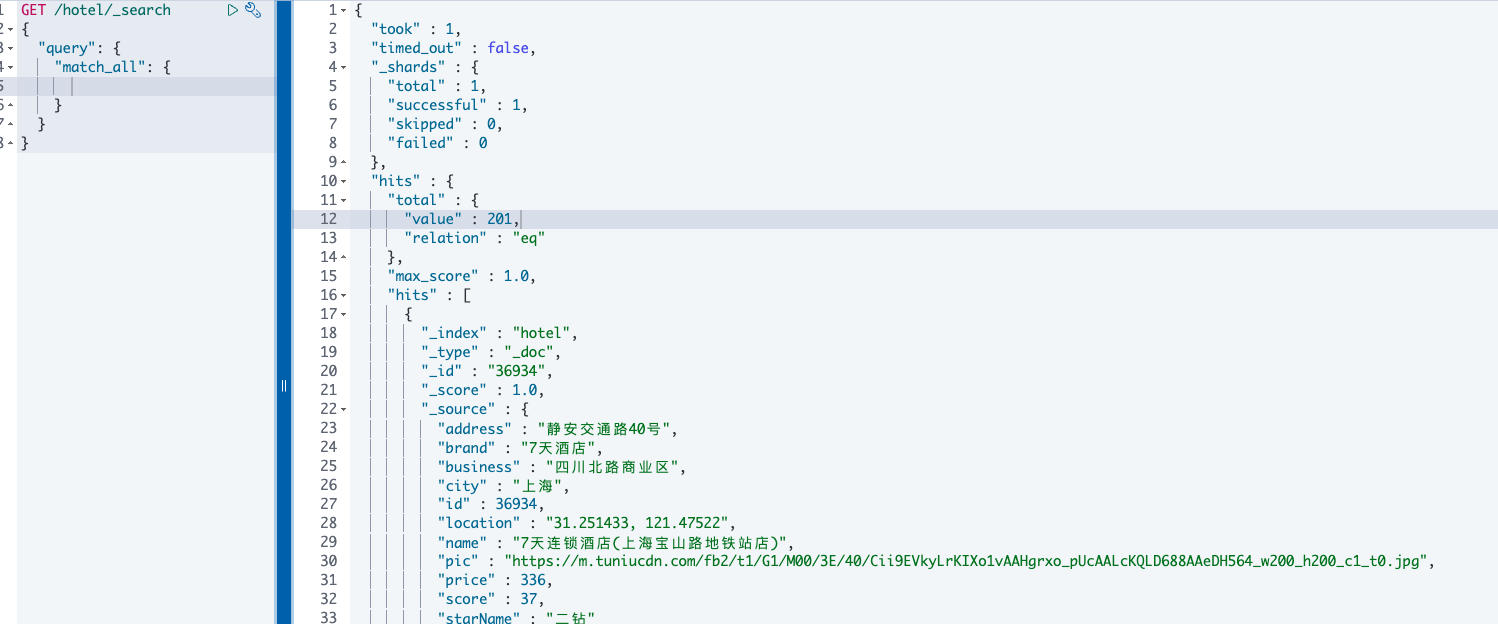 1 GET /hotel/_search
2 {
3 "query": {
4 "match_all": {
5
6 }
7 }
8 }
1 {
2 "took" : 1,
3 "timed_out" : false,
4 "_shards" : {
5 "total" : 1,
6 "successful" : 1,
7 "skipped" : 0,
8 "failed" : 0
9 },
10 "hits" : {
11 "total" : {
12 "value" : 201,
13 "relation" : "eq"
14 },
15 "max_score" : 1.0,
16 "hits" : [
17 {
18 "_index" : "hotel",
19 "_type" : "_doc",
20 "_id" : "36934",
21 "_score" : 1.0,
22 "_source" : {
23 "address" : "静安交通路40号",
24 "brand" : "7天酒店",
25 "business" : "四川北路商业区",
26 "city" : "上海",
27 "id" : 36934,
28 "location" : "31.251433, 121.47522",
29 "name" : "7天连锁酒店(上海宝山路地铁站店)",
30 "pic" : "https://m.tuniucdn.com/fb2/t1/G1/M00/3E/40/Cii9EVkyLrKIXo1vAAHgrxo_pUcAALcKQLD688AAeDH564_w200_h200_c1_t0.jpg",
31 "price" : 336,
32 "score" : 37,
33 "starName" : "二钻"